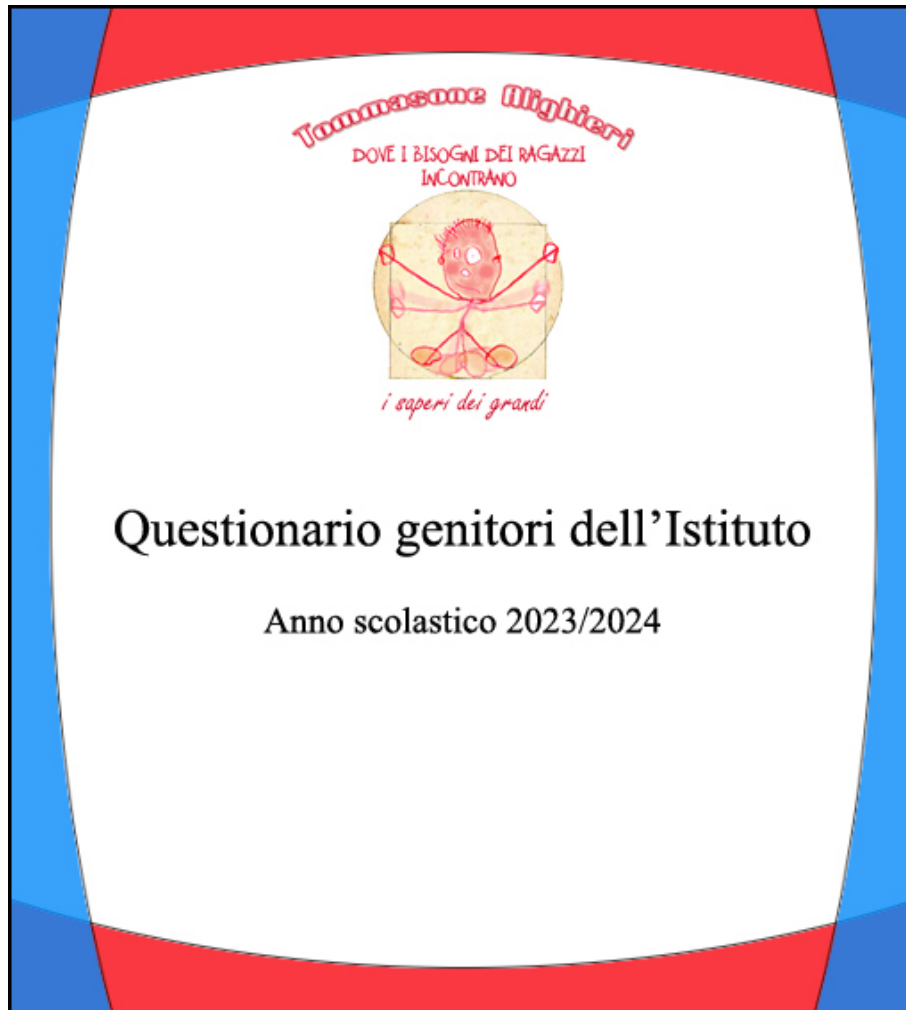 Tommasone Alighieri
DOVE I BISOGNI DEI RAGAZZI
INCONTRANO
i saperi dei grandi
Questionario genitori dell’Istituto
Anno scolastico 2023/2024